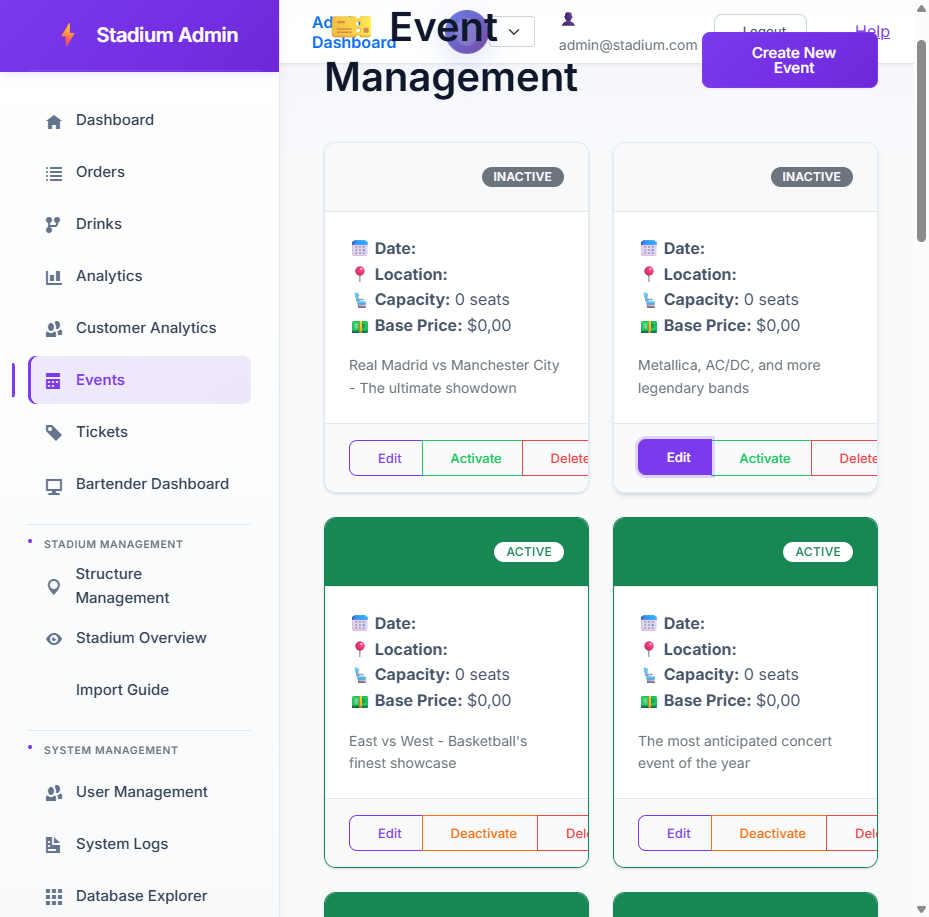 Stadium Admin
Dashboard
Orders
Drinks
Analytics
Customer Analytics
Events
Tickets
Bartender Dashboard
STADIUM MANAGEMENT
Structure
Management
Stadium Overview
Import Guide
SYSTEM MANAGEMENT
User Management
System Logs
Database Explorer
Dashboard
admin@stadium.com
Logout
Help
Event
Management
Create New
Event
INACTIVE
Date:
Location:
Capacity: 0 seats
Base Price: $0,00
Real Madrid vs Manchester City
- The ultimate showdown
Edit
Activate
Delete
INACTIVE
Date:
Location:
Capacity: 0 seats
Base Price: $0,00
Metallica, AC/DC, and more
legendary bands
Edit
Activate
Delete
ACTIVE
Date:
Location:
Capacity: 0 seats
Base Price: $0,00
East vs West - Basketball's
finest showcase
Edit
Deactivate
ACTIVE
Date:
Location:
Capacity: 0 seats
Base Price: $0,00
The most anticipated concert
event of the year
Edit
Deactivate